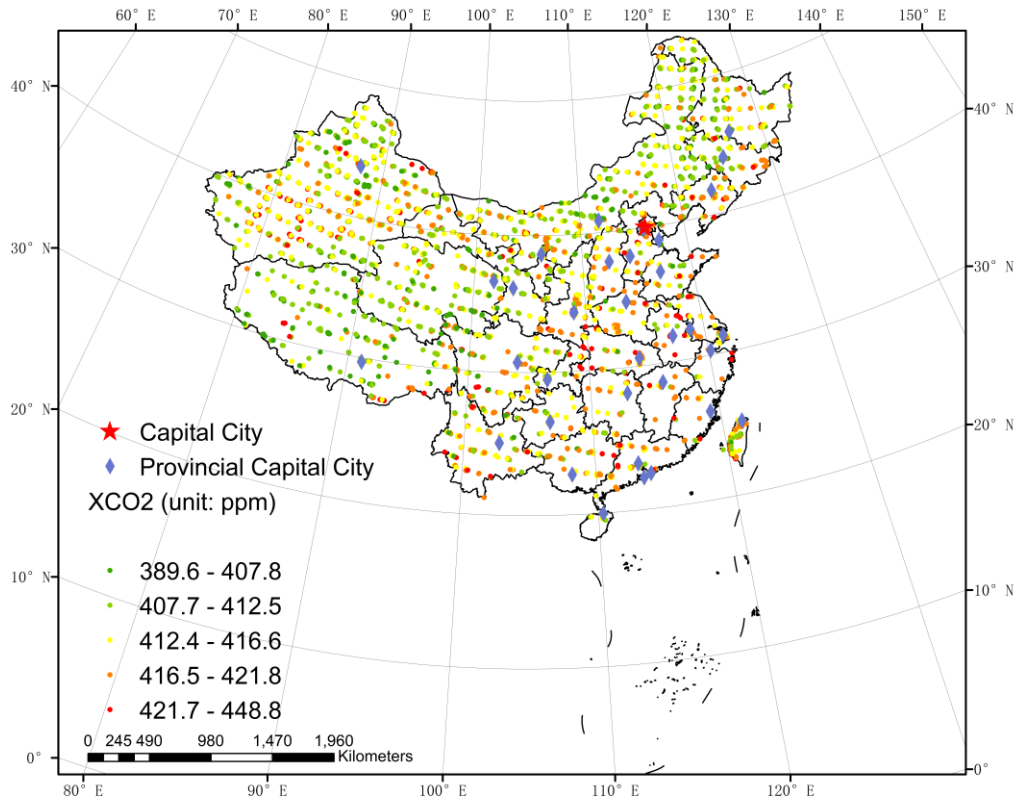 60° E 70° E 80° E 90° E 100° E 110° E 120° E 130° E 140° E 150° E
40° N
40° N
30° N
30° N
20° N
20° N
Capital City
Provincial Capital City
XCO2 (unit: ppm)
389.6 - 407.8
10° N
10° N
407.7 - 412.5
412.4 - 416.6
416.5 - 421.8
421.7 - 448.8
0 245 490 980 1,470 1,960
Kilometers
0°
0°
80° E 90° E 100° E 110° E 120° E